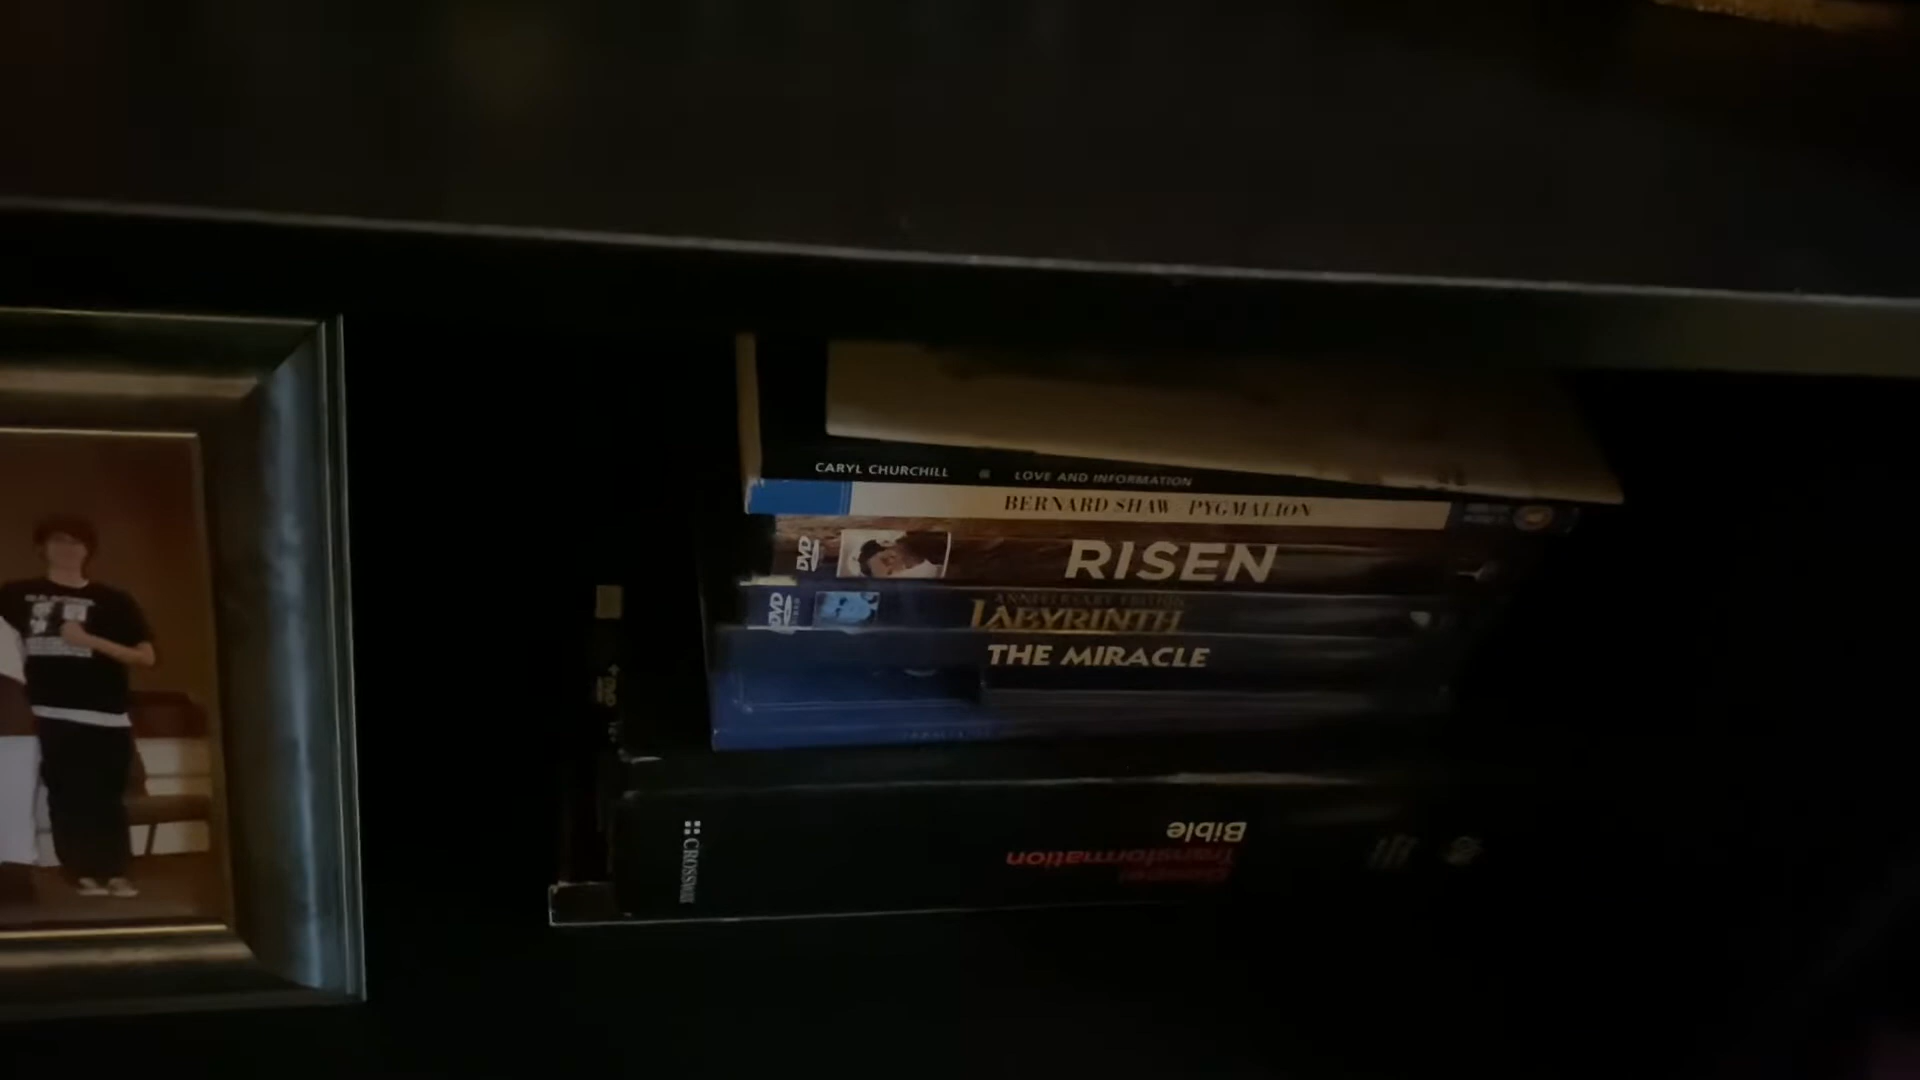 CARYL CHURCHILL LOVE AND INFORMATION
BERNARD SHAW PYGMALION
DVD RISEN
DVD ANNIVERSARY EDITION
LABYRINTH
THE MIRACLE
CROSSWAY
Bible
Transformation